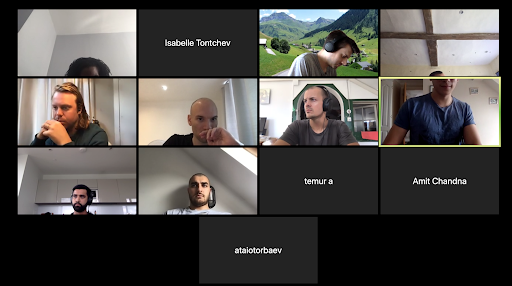 Isabelle Tontchev
temur a
Amit Chandna
ataiotorbaev